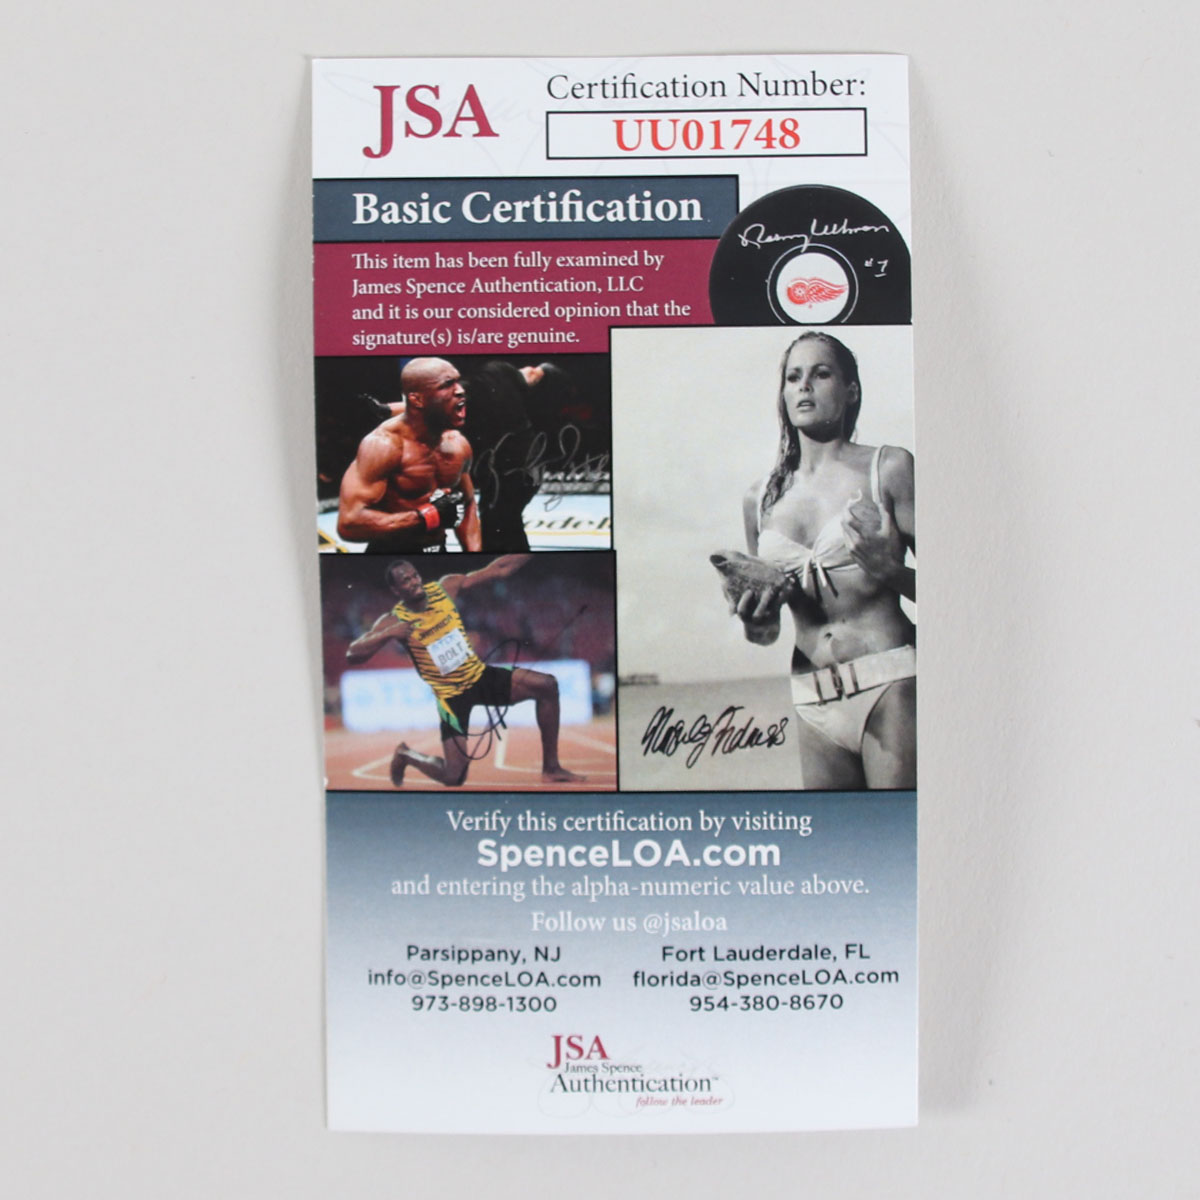 JSA
Certification Number:
UU01748
Basic Certification
This item has been fully examined by
James Spence Authentication, LLC
and it is our considered opinion that the
signature(s) is/are genuine.
#7
JAMAICA
BOLT
Verify this certification by visiting
SpenceLOA.com
and entering the alpha-numeric value above.
Follow us @jsaloa
Parsippany, NJ
info@SpenceLOA.com
973-898-1300
Fort Lauderdale, FL
florida@SpenceLOA.com
954-380-8670
JSA
James Spence
Authentication™
follow the leader